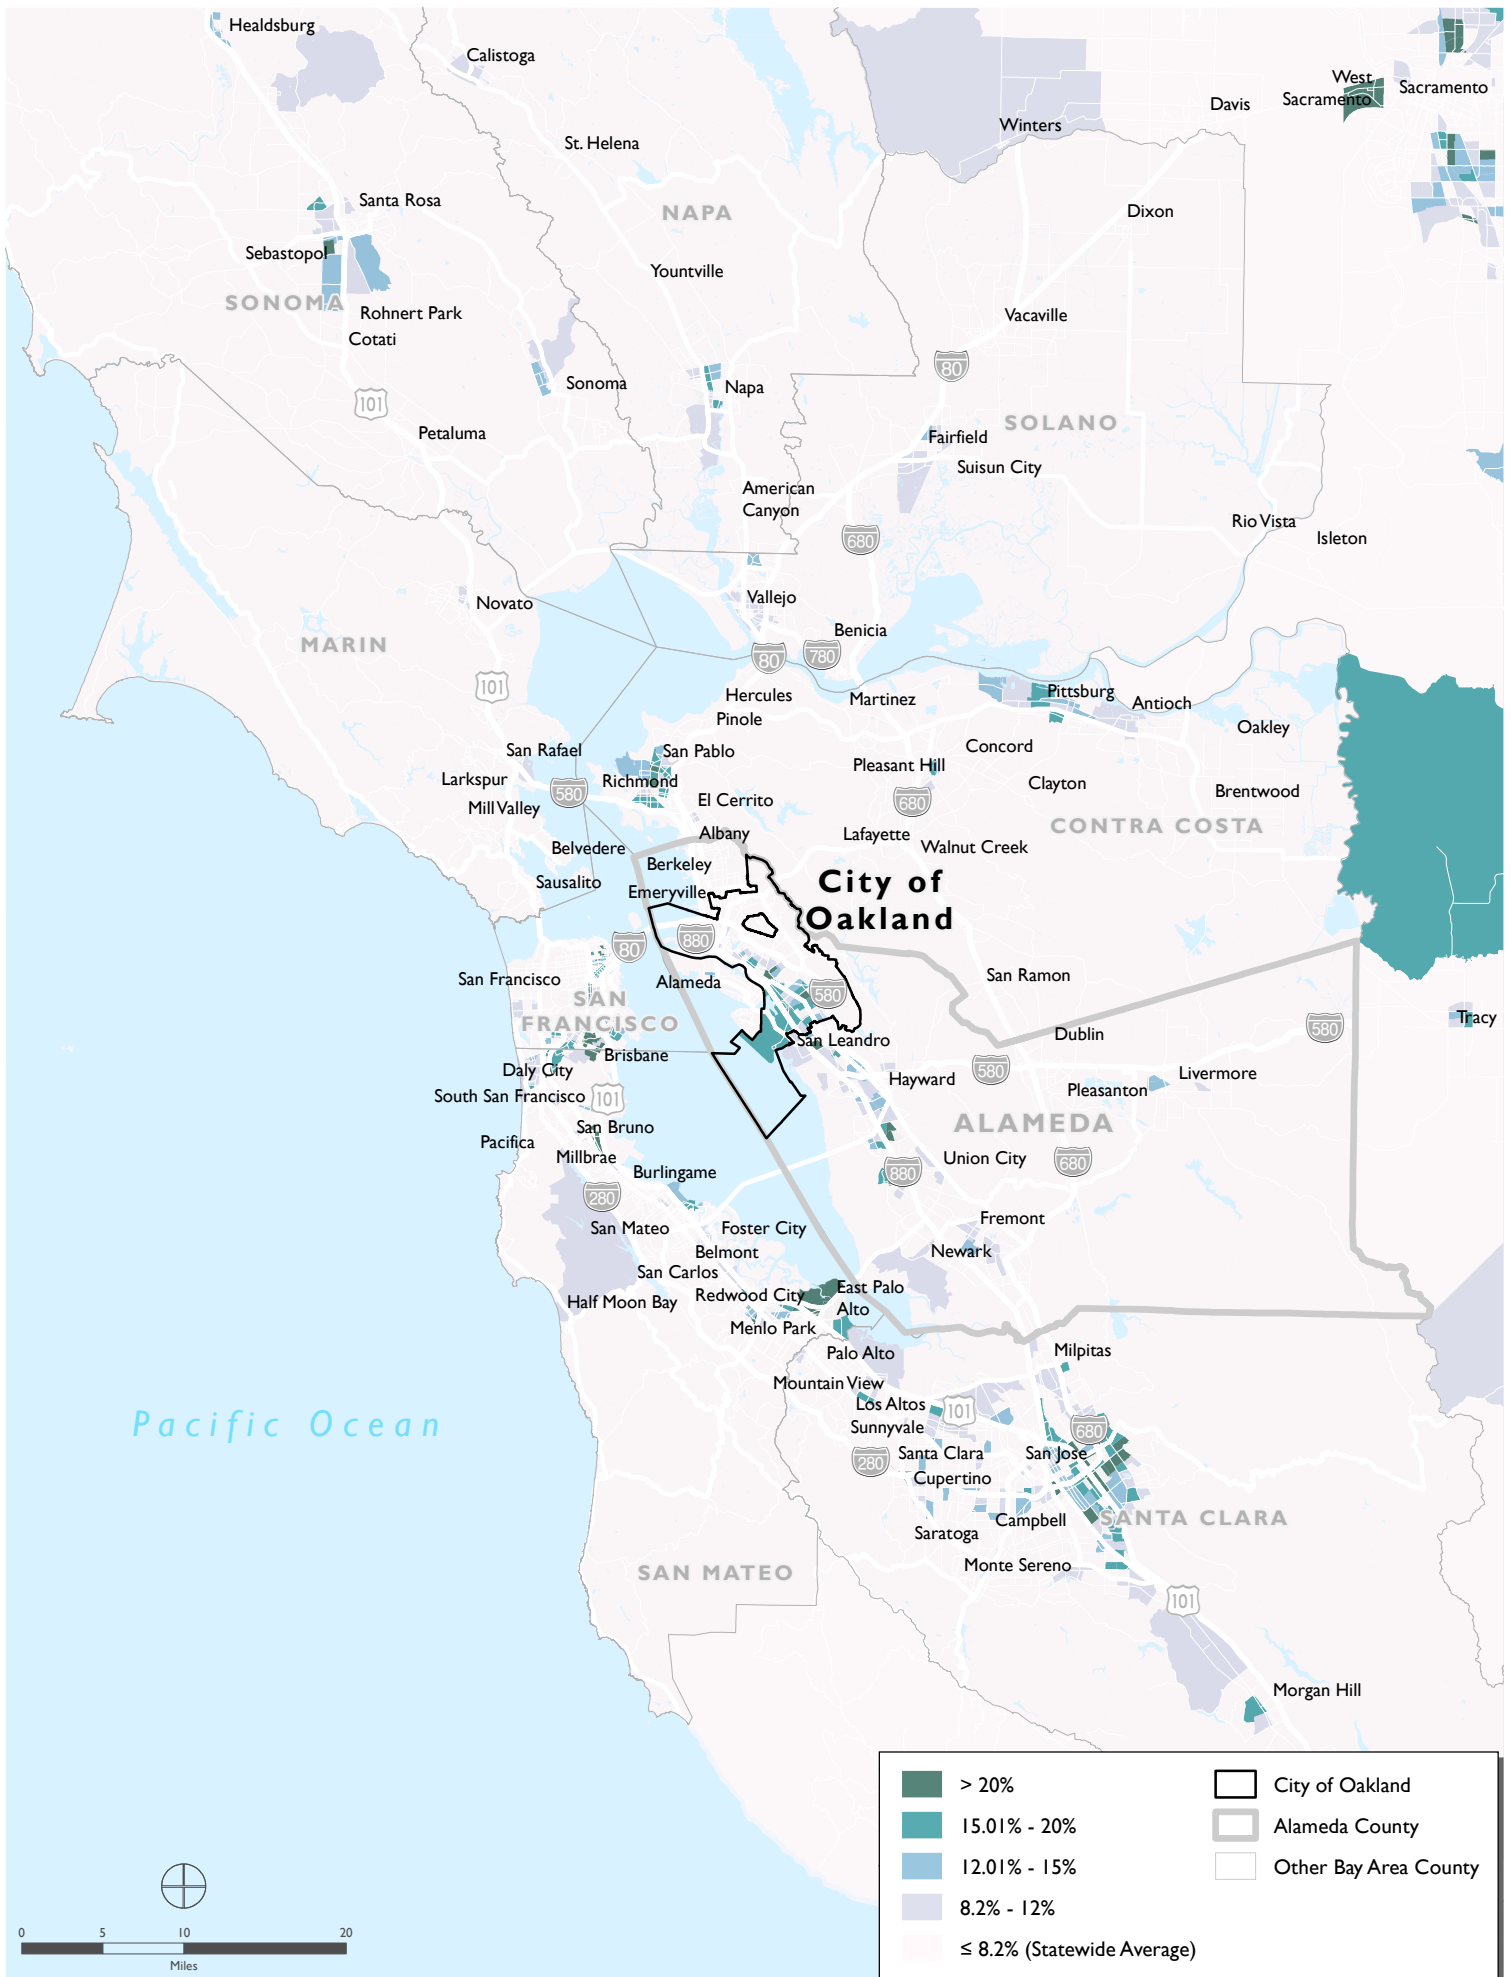 Healdsburg
Calistoga
West
Sacramento
Sacramento
Davis
Winters
St. Helena
Santa Rosa
NAPA
Dixon
Sebastopol
Yountville
SONOMA
Rohnert Park
Vacaville
Cotati
80
Sonoma
Napa
101
SOLANO
Petaluma
Fairfield
Suisun City
American
Canyon
Rio Vista
Isleton
680
Vallejo
Novato
Benicia
MARIN
80
780
101
Hercules
Martinez
Pittsburg
Antioch
Pinole
Oakley
San Rafael
San Pablo
Concord
Pleasant Hill
Larkspur
Richmond
Clayton
Brentwood
580
680
Mill Valley
El Cerrito
CONTRA COSTA
Albany
Lafayette
Walnut Creek
Belvedere
Berkeley
Sausalito
Emeryville
City of
Oakland
880
80
San Francisco
Alameda
San Ramon
580
SAN
FRANCISCO
Tracy
580
Dublin
San Leandro
Brisbane
Daly City
580
Livermore
Hayward
Pleasanton
South San Francisco
101
ALAMEDA
San Bruno
Pacifica
Millbrae
Union City
680
Burlingame
880
280
San Mateo
Foster City
Fremont
Belmont
Newark
San Carlos
East Palo
Alto
Redwood City
Half Moon Bay
Menlo Park
Palo Alto
Milpitas
Mountain View
Los Altos
101
Pacific Ocean
Sunnyvale
680
Santa Clara
San Jose
280
Cupertino
Campbell
SANTA CLARA
Saratoga
Monte Sereno
SAN MATEO
101
Morgan Hill
> 20%
15.01% - 20%
12.01% - 15%
8.2% - 12%
≤ 8.2% (Statewide Average)
City of Oakland
Alameda County
Other Bay Area County
0 5 10 20
Miles